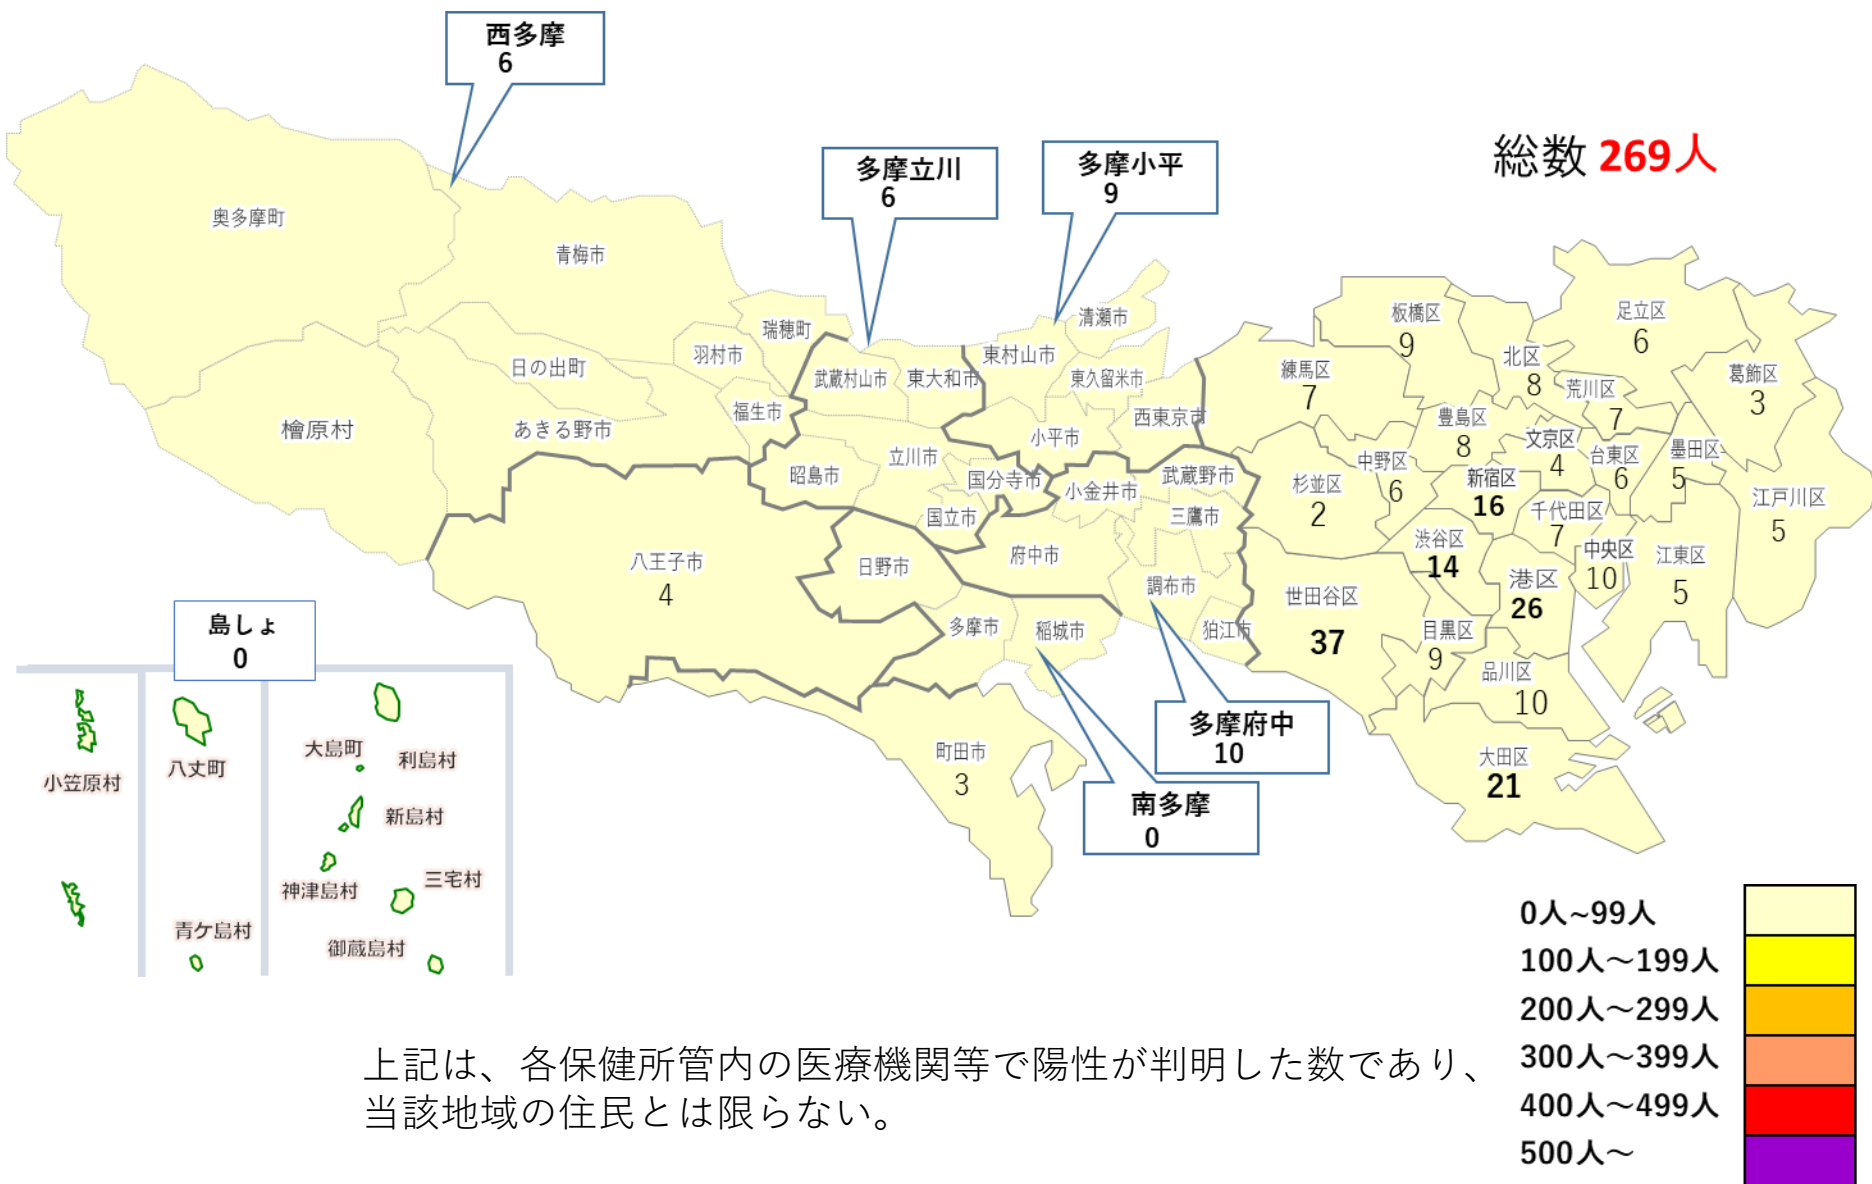 西多摩
6
多摩立川
6
多摩小平
9
総数 269人
奥多摩町
青梅市
瑞穂町
羽村市
日の出町
福生市
あきる野市
檜原村
武蔵村山市
東大和市
東村山市
清瀬市
東久留米市
西東京市
小平市
立川市
昭島市
国分寺市
国立市
小金井市
武蔵野市
三鷹市
府中市
調布市
狛江市
八王子市
4
日野市
多摩市
稲城市
町田市
3
多摩府中
10
南多摩
0
板橋区
9
足立区
6
北区
8
練馬区
7
荒川区
7
葛飾区
3
豊島区
8
文京区
4
台東区
6
墨田区
5
中野区
6
杉並区
2
新宿区
16
千代田区
7
江戸川区
5
渋谷区
14
中央区
10
江東区
5
港区
26
世田谷区
37
目黒区
9
品川区
10
大田区
21
島しょ
0
小笠原村
八丈町
青ケ島村
大島町
利島村
新島村
神津島村
三宅村
御蔵島村
0人~99人
100人～199人
200人～299人
300人～399人
400人～499人
500人～
上記は、各保健所管内の医療機関等で陽性が判明した数であり、
当該地域の住民とは限らない。